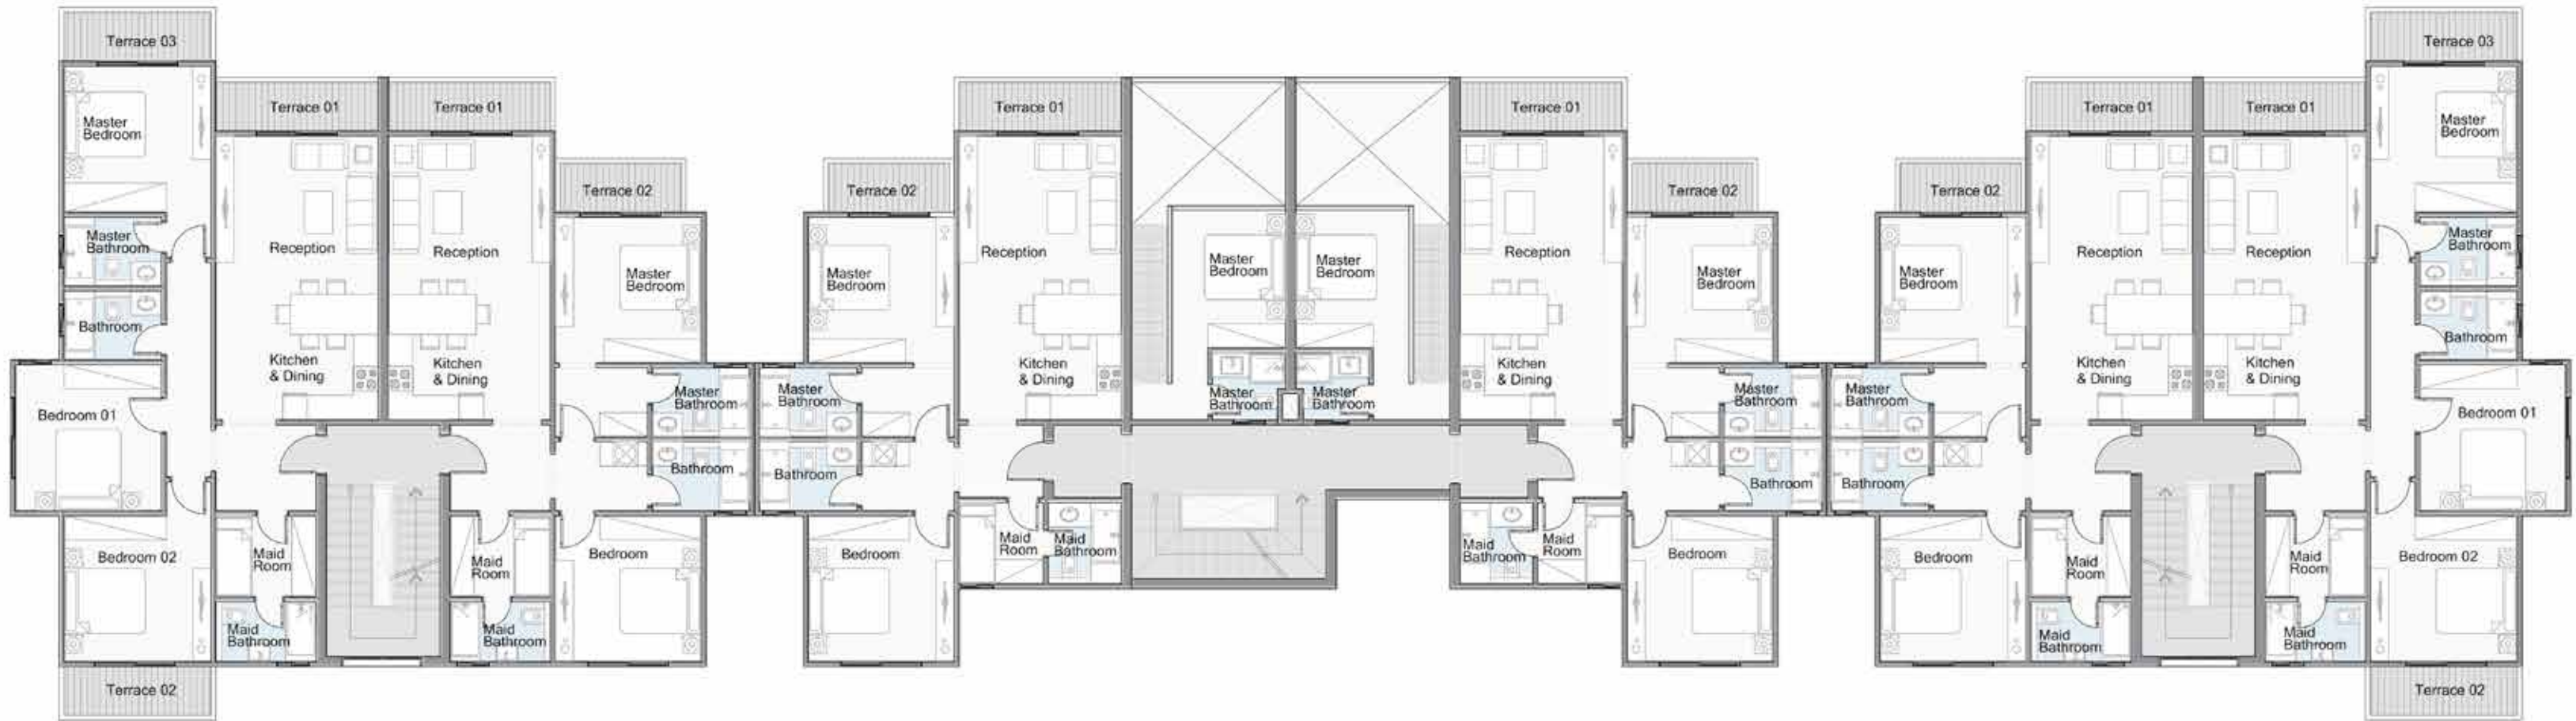 Terrace 03
Terrace 03
Terrace 01
Terrace 01
Terrace 01
Terrace 01
Terrace 01
Terrace 01
Master
Bedroom
Master
Bedroom
Terrace 02
Terrace 02
Terrace 02
Terrace 02
Master
Bathroom
Reception
Reception
Reception
Reception
Reception
Reception
Master
Bathroom
Master
Bedroom
Master
Bedroom
Master
Bedroom
Master
Bedroom
Master
Bedroom
Master
Bedroom
Bathroom
Bathroom
Kitchen
& Dining
Kitchen
& Dining
Kitchen
& Dining
Kitchen
& Dining
Kitchen
& Dining
Kitchen
& Dining
Master
Bathroom
Master
Bathroom
Master
Bathroom
Master
Bathroom
Master
Bathroom
Master
Bathroom
Bedroom 01
Bedroom 01
Bathroom
Bathroom
Bathroom
Bathroom
Bedroom 02
Maid
Room
Maid
Room
Bedroom
Bedroom
Maid
Room
Maid
Bathroom
Maid
Bathroom
Maid
Room
Bedroom
Bedroom
Maid
Room
Maid
Room
Bedroom 02
Maid
Bathroom
Maid
Bathroom
Maid
Bathroom
Maid
Bathroom
Terrace 02
Terrace 02